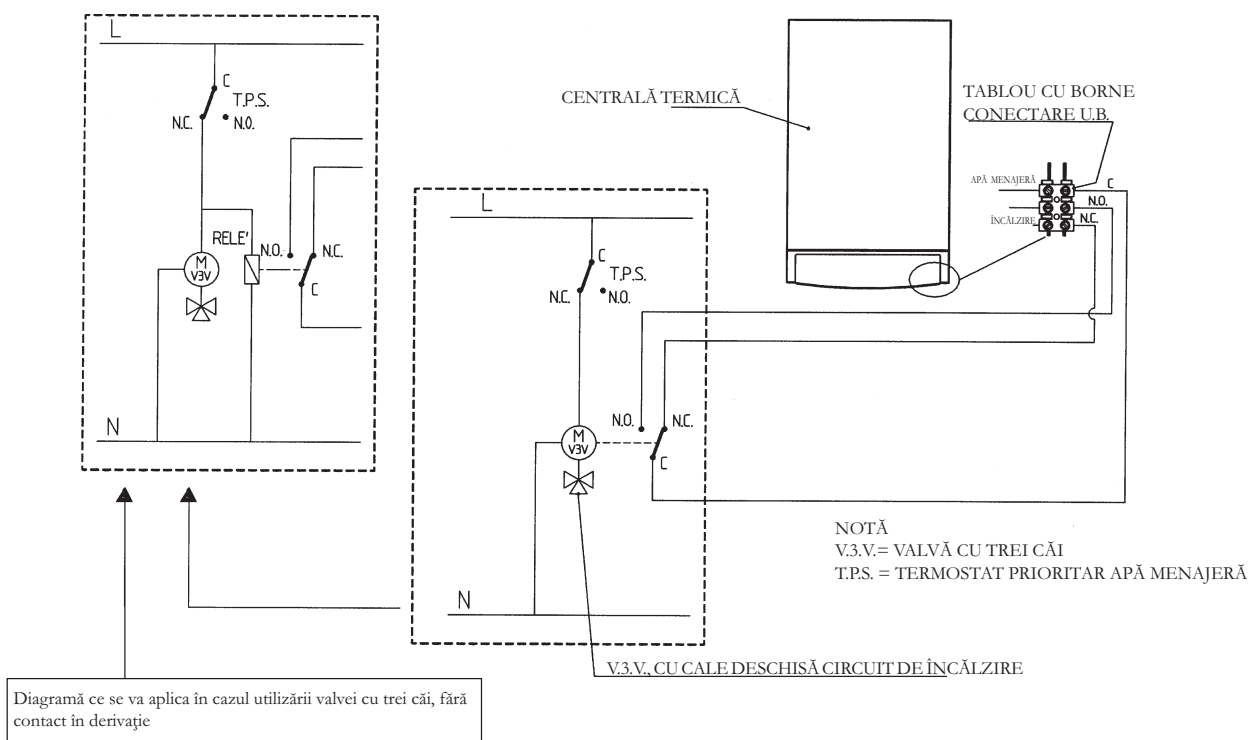 L
C
T.P.S.
N.C.
N.O.
RELE'
N.O.
N.C.
C
M
V3V
N
L
C
T.P.S.
N.C.
N.O.
N.O.
N.C.
C
M
V3V
N
CENTRALĂ TERMICĂ
TABLOU CU BORNE
CONECTARE U.B.
APĂ MENAJERĂ
C
N.O.
ÎNCĂLZIRE
N.C.
NOTĂ
V.3.V.= VALVĂ CU TREI CĂI
T.P.S. = TERMOSTAT PRIORITAR APĂ MENAJERĂ
V.3.V., CU CALE DESCHISĂ CIRCUIT DE ÎNCĂLZIRE
Diagramă ce se va aplica în cazul utilizării valvei cu trei căi, fără
contact în derivaţie